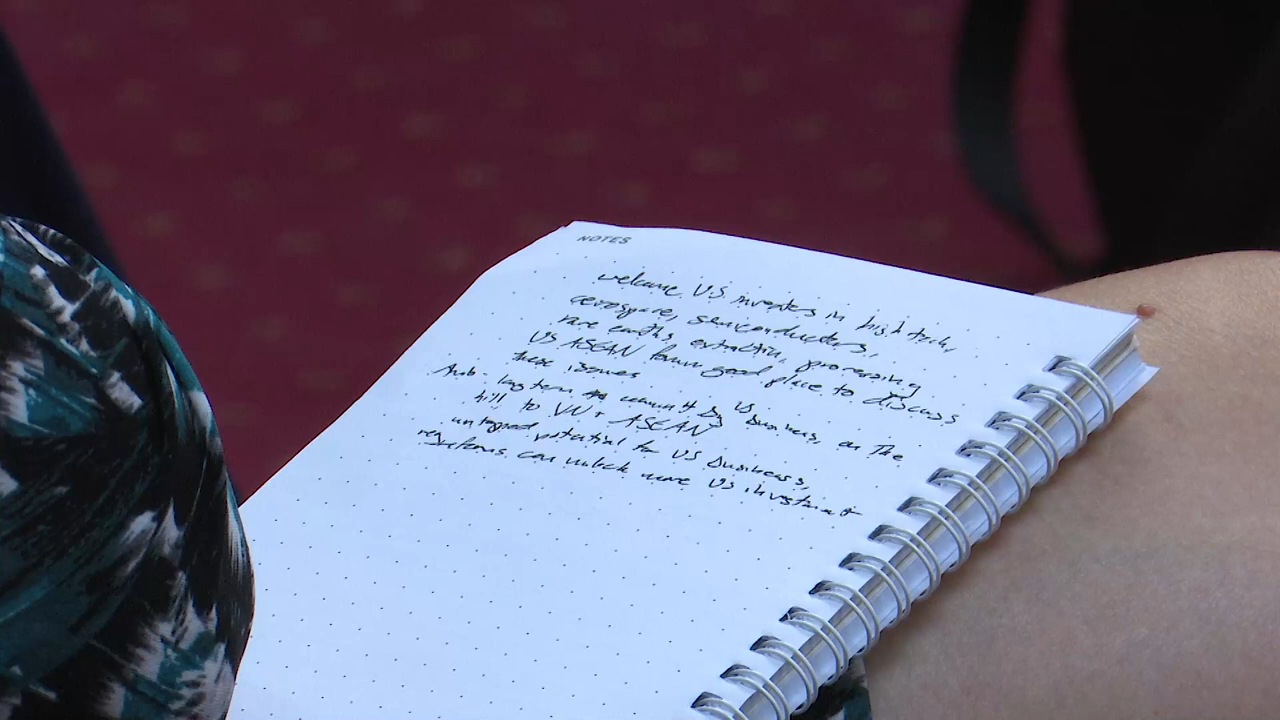 NOTES
welcome U.S. investors in high tech,
aerospace, semiconductors,
rare earths, extraction, processing
US ASEAN forum good place to discuss
these issues
Amb. - long term commitment by US business, on the
hill to VN + ASEAN
untapped potential for US business,
reforms can unlock more US investment